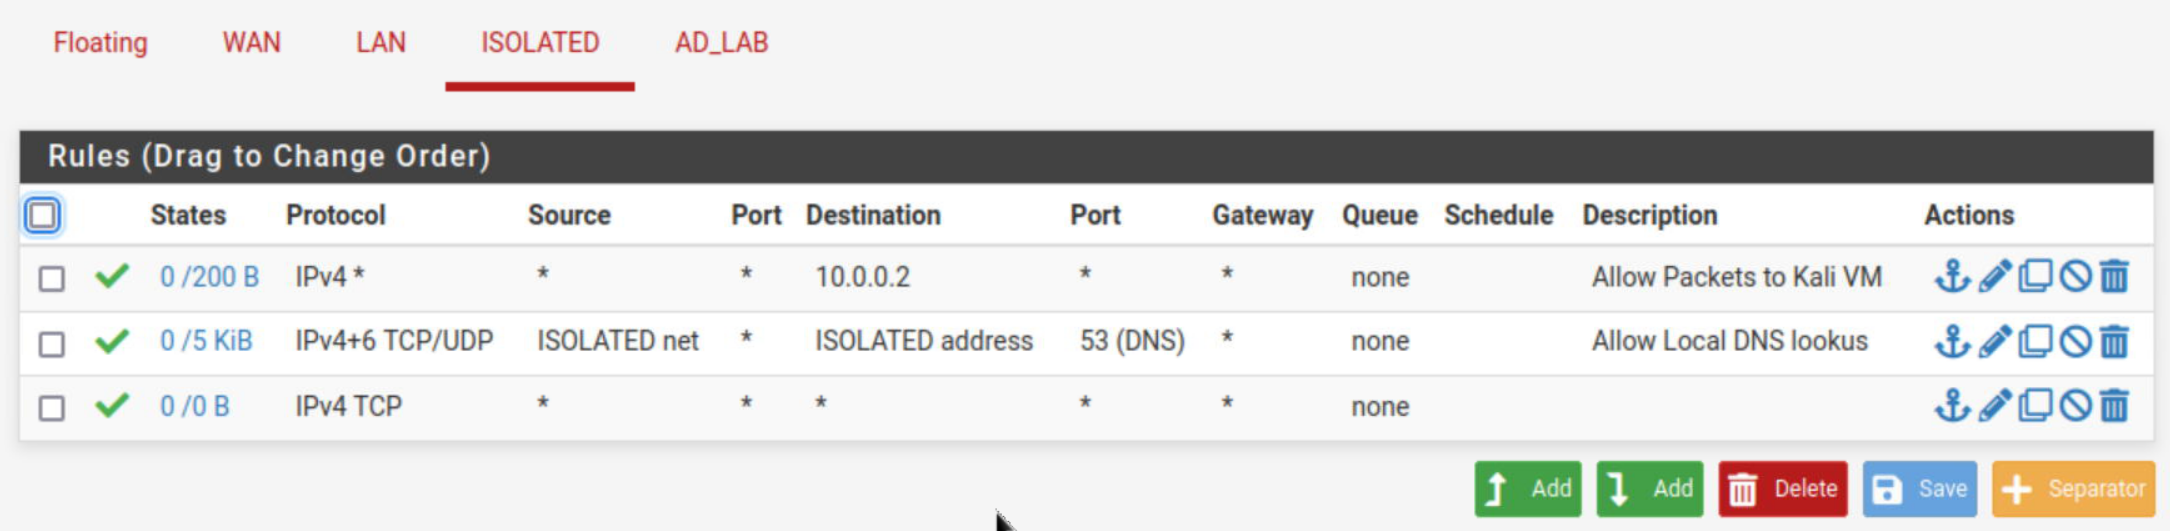 Floating WAN LAN ISOLATED AD_LAB
Rules (Drag to Change Order)
States Protocol Source Port Destination Port Gateway Queue Schedule Description Actions
0 /200 B IPv4 * * * 10.0.0.2 * * none Allow Packets to Kali VM
0 /5 KiB IPv4+6 TCP/UDP ISOLATED net * ISOLATED address 53 (DNS) * none Allow Local DNS lookus
0 /0 B IPv4 TCP * * * * * none
Add Add Delete Save Separator